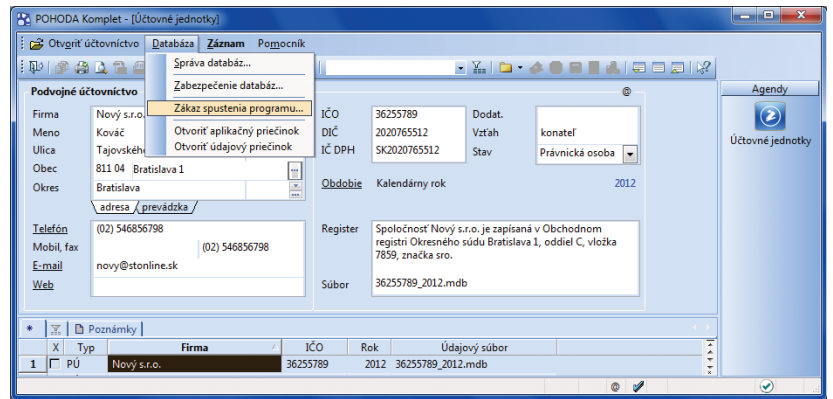 POHODA Komplet - [Účtovné jednotky]
Otvoriť účtovníctvo Databáza Záznam Pomocník
Správa databáz...
Zabezpečenie databáz...
Zákaz spustenia programu...
Otvoriť aplikačný priečinok
Otvoriť údajový priečinok
Podvojné účtovníctvo @
Firma Nový s.r.o. IČO 36255789 Dodat.
Meno Kováč DIČ 2020765512 Vzťah konateľ
Ulica Tajovského IČ DPH SK2020765512 Stav Právnická osoba
Obec 811 04 Bratislava 1
Okres Bratislava Obdobie Kalendárny rok 2012
adresa prevádzka
Telefón (02) 546856798 Register Spoločnosť Nový s.r.o. je zapísaná v Obchodnom
Mobil, fax (02) 546856798 registri Okresného súdu Bratislava 1, oddiel C, vložka
E-mail novy@stonline.sk 7859, značka sro.
Web Súbor 36255789_2012.mdb
Agendy
Účtovné jednotky
* Poznámky
X Typ Firma IČO Rok Údajový súbor
1 PÚ Nový s.r.o. 36255789 2012 36255789_2012.mdb
@